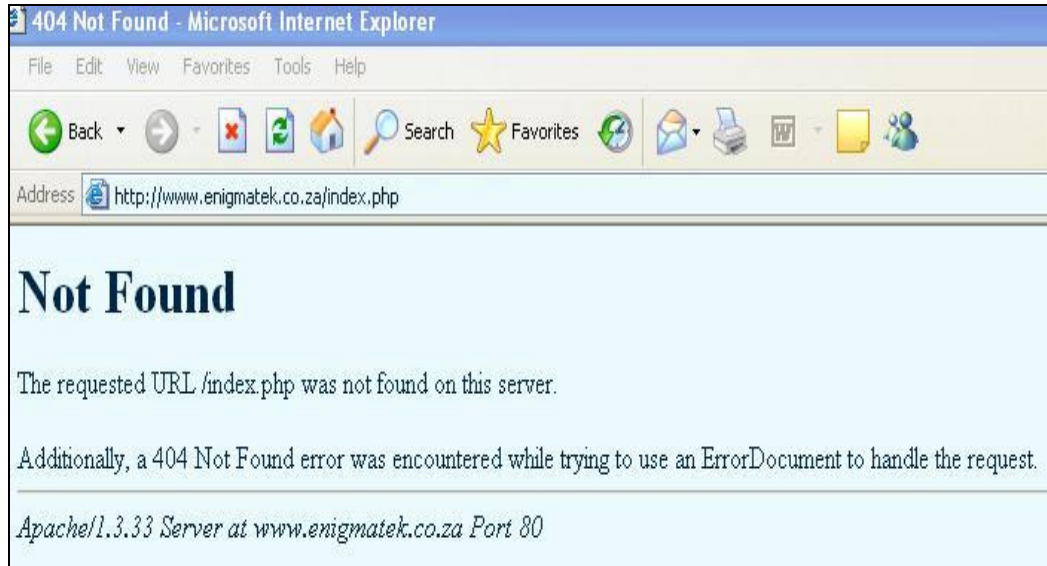 404 Not Found - Microsoft Internet Explorer
File Edit View Favorites Tools Help
Back Search Favorites W
Address http://www.enigmatek.co.za/index.php
Not Found
The requested URL /index.php was not found on this server.
Additionally, a 404 Not Found error was encountered while trying to use an ErrorDocument to handle the request.
Apache/1.3.33 Server at www.enigmatek.co.za Port 80